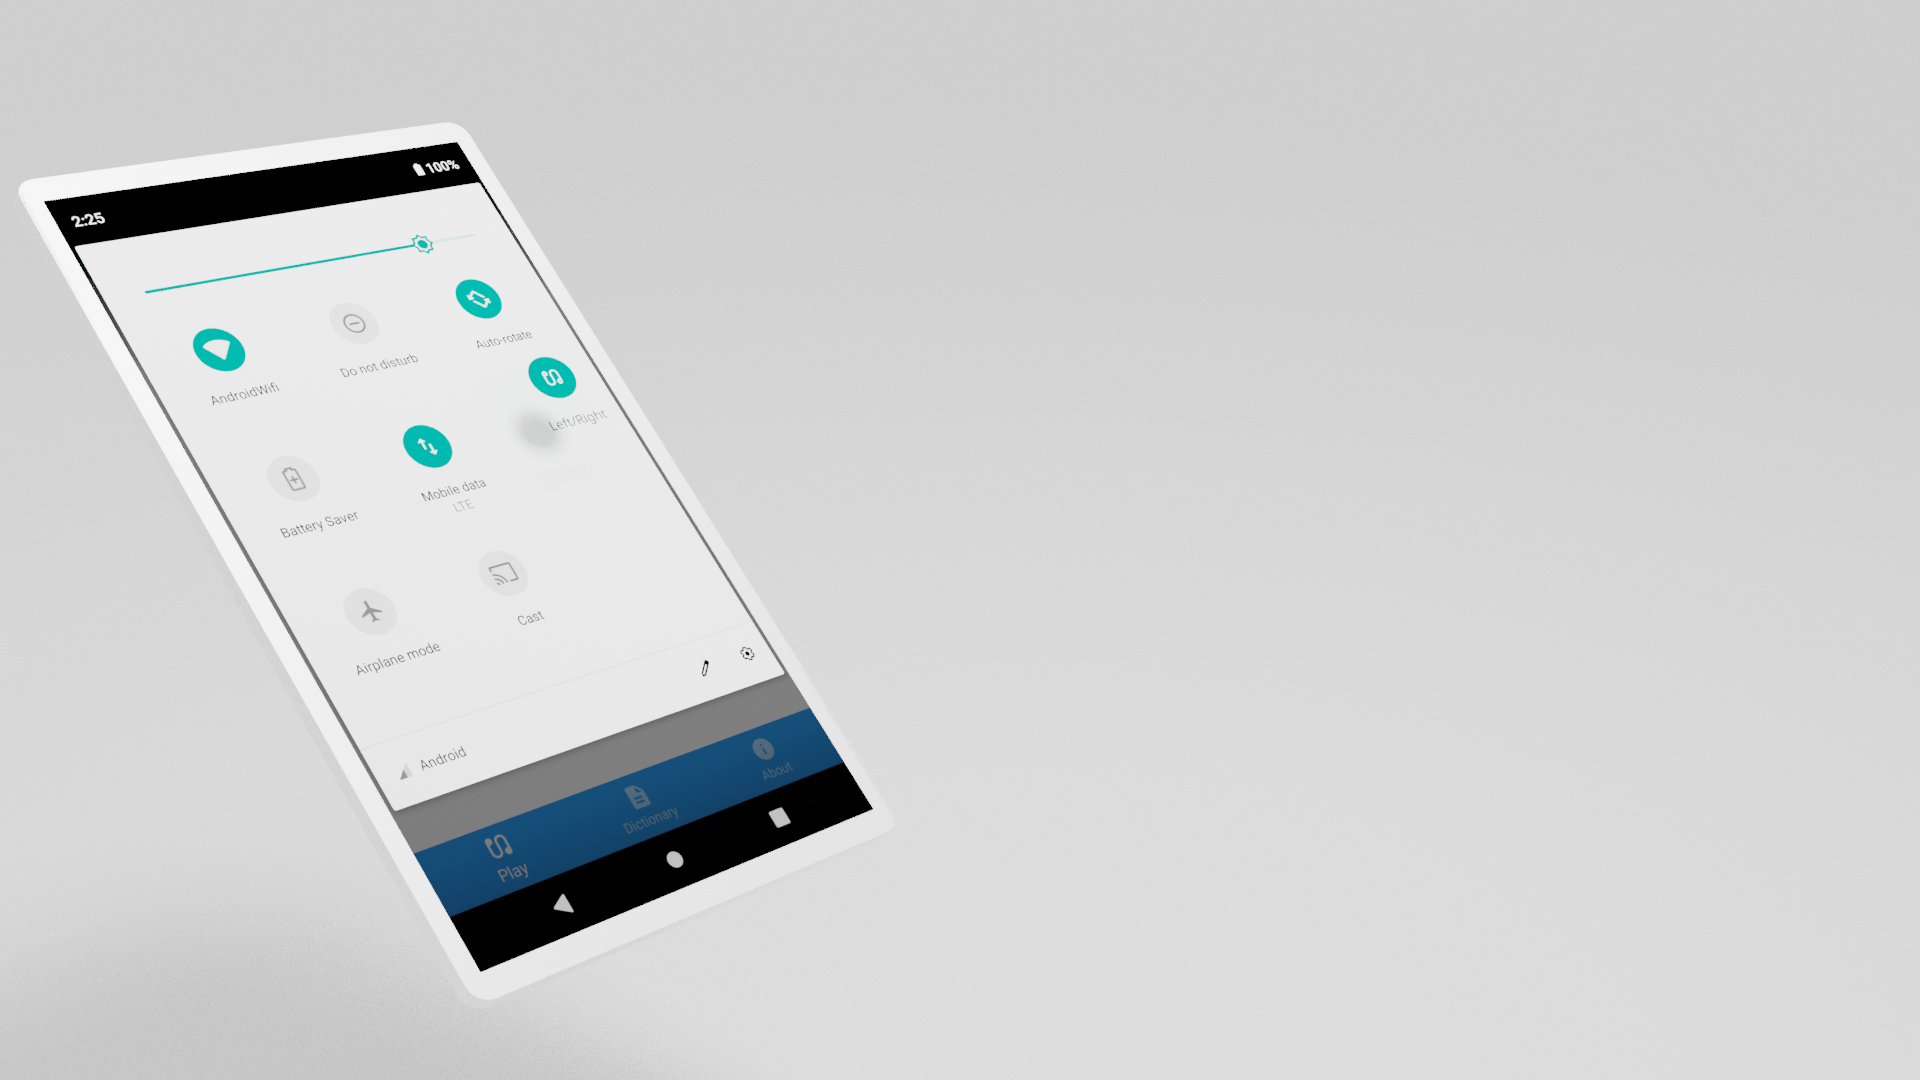 2:25
100%
AndroidWifi
Do not disturb
Auto-rotate
Battery Saver
Mobile data
LTE
Left/Right
Airplane mode
Cast
Android
Play
Dictionary
About